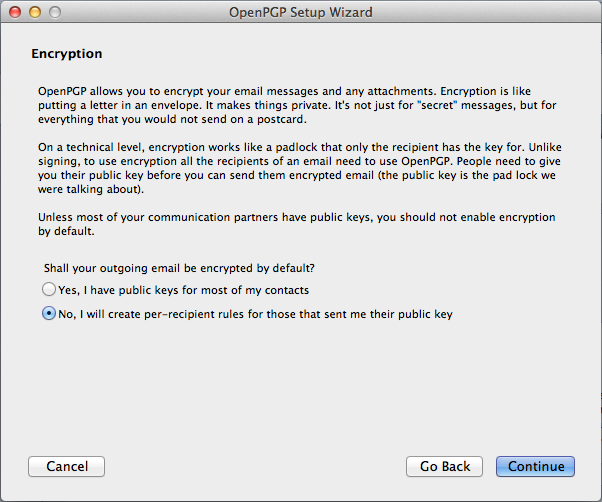 OpenPGP Setup Wizard
Encryption
OpenPGP allows you to encrypt your email messages and any attachments. Encryption is like
putting a letter in an envelope. It makes things private. It's not just for "secret" messages, but for
everything that you would not send on a postcard.
On a technical level, encryption works like a padlock that only the recipient has the key for. Unlike
signing, to use encryption all the recipients of an email need to use OpenPGP. People need to give
you their public key before you can send them encrypted email (the public key is the pad lock we
were talking about).
Unless most of your communication partners have public keys, you should not enable encryption
by default.
Shall your outgoing email be encrypted by default?
Yes, I have public keys for most of my contacts
No, I will create per-recipient rules for those that sent me their public key
Cancel
Go Back
Continue